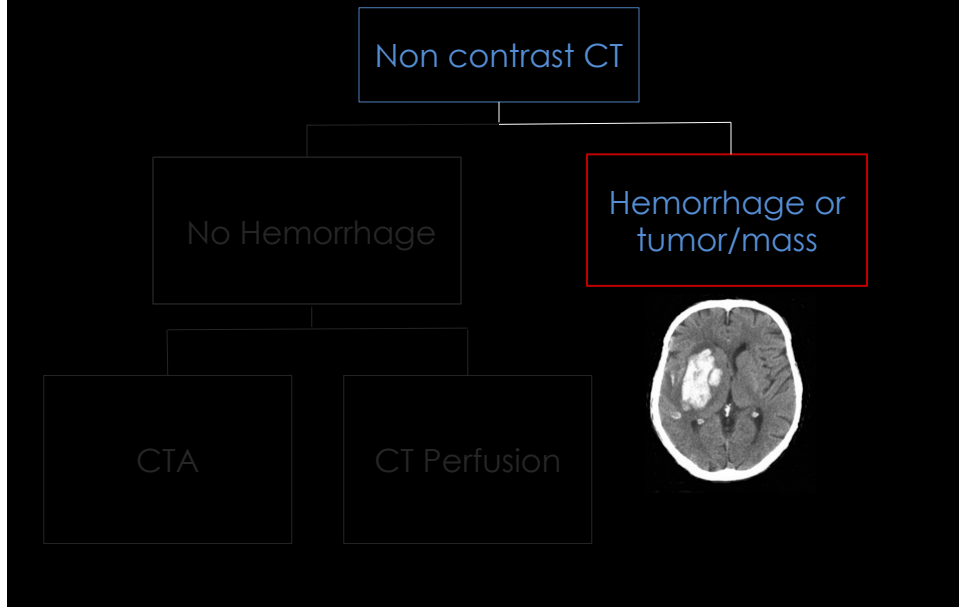 Non contrast CT
No Hemorrhage
Hemorrhage or
tumor/mass
CTA
CT Perfusion